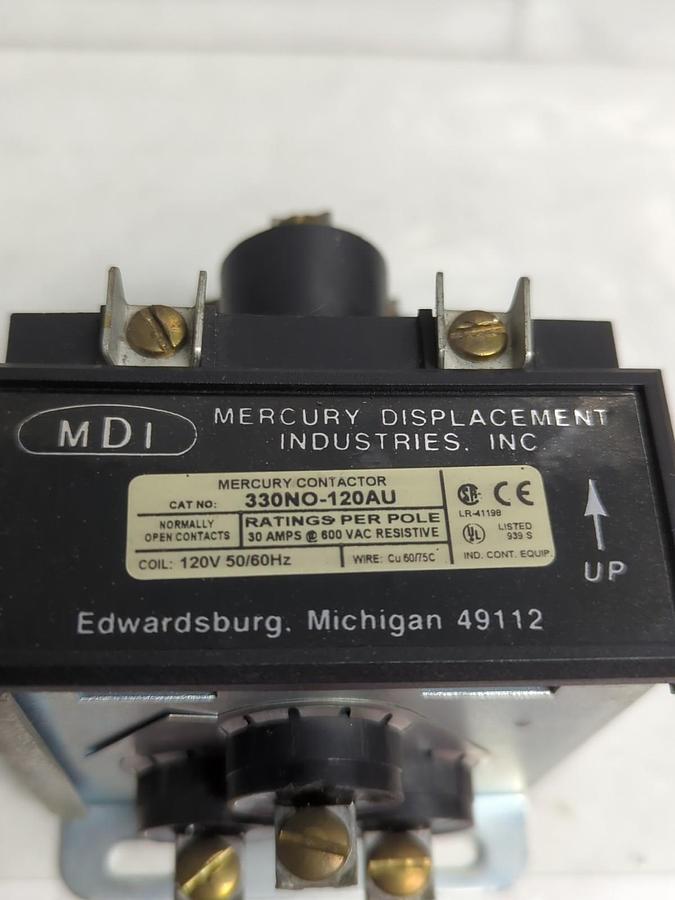 MDI
MERCURY DISPLACEMENT
INDUSTRIES, INC
MERCURY CONTACTOR
CAT NO: 330NO-120AU
NORMALLY
OPEN CONTACTS
RATINGS PER POLE
30 AMPS @ 600 VAC RESISTIVE
COIL: 120V 50/60Hz
WIRE: Cu 60/75C
SA CE
LR-41198
UL LISTED
939 S
IND. CONT. EQUIP.
UP
Edwardsburg, Michigan 49112